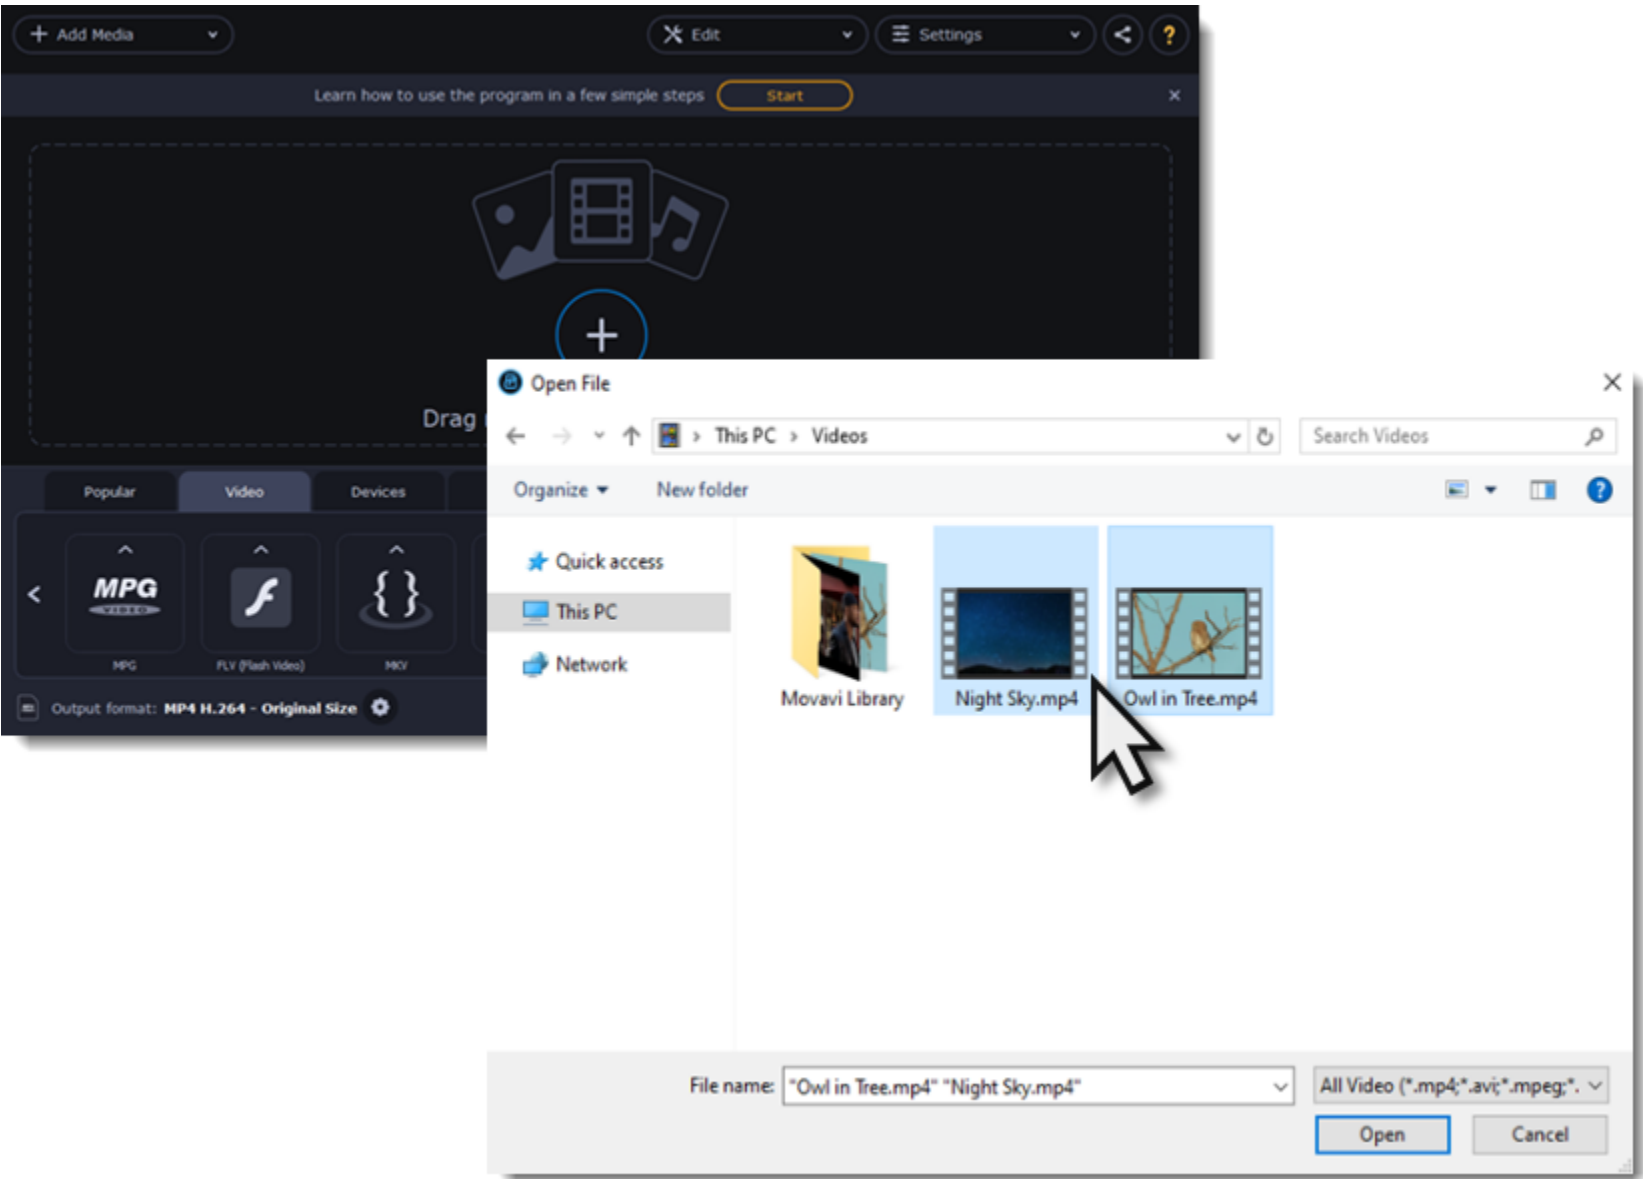 Add Media
Edit
Settings
?
Learn how to use the program in a few simple steps
Start
Drag
Popular
Video
Devices
MPG
VIDEO
MPG
FLV (Flash Video)
MKV
Output format: MP4 H.264 - Original Size
Open File
This PC > Videos
Search Videos
Organize
New folder
?
Quick access
This PC
Network
Movavi Library
Night Sky.mp4
Owl in Tree.mp4
File name: "Owl in Tree.mp4" "Night Sky.mp4"
All Video (*.mp4;*.avi;*.mpeg;*.
Open
Cancel